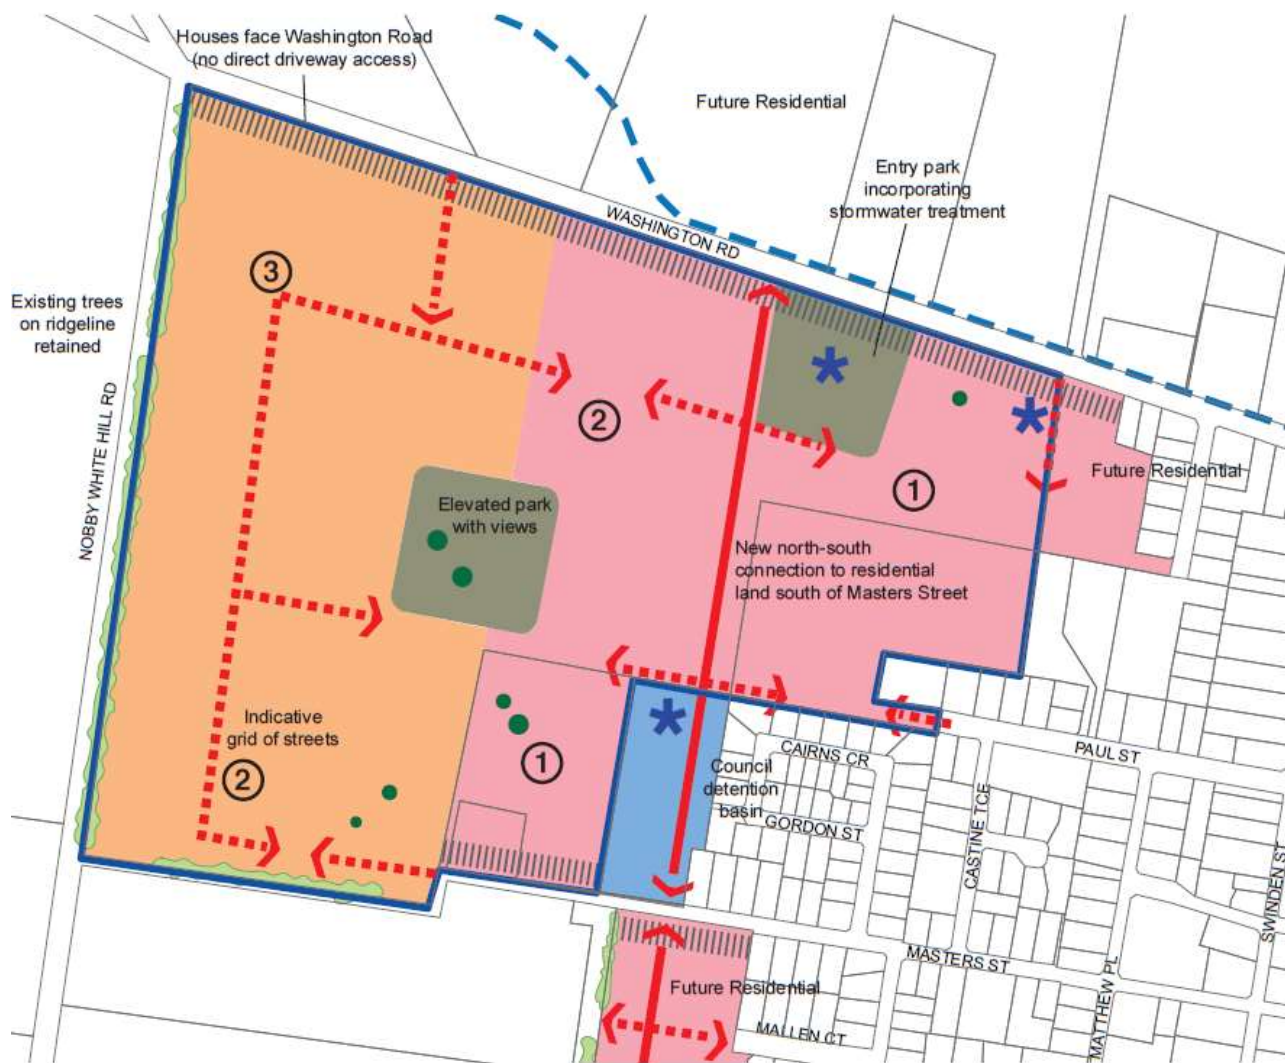 Houses face Washington Road
(no direct driveway access)
Future Residential
Entry park
incorporating
stormwater treatment
WASHINGTON RD
3
Existing trees
on ridgeline
retained
NOBBY WHITE HILL RD
*
*
2
Future Residential
1
Elevated park
with views
New north-south
connection to residential
land south of Masters Street
Indicative
grid of streets
2
1
*
Council
detention
basin
CAIRNS CR
PAUL ST
GORDON ST
CASTINE TCE
SWINDEN ST
MASTERS ST
MATTHEW PL
Future Residential
MALLEN CT